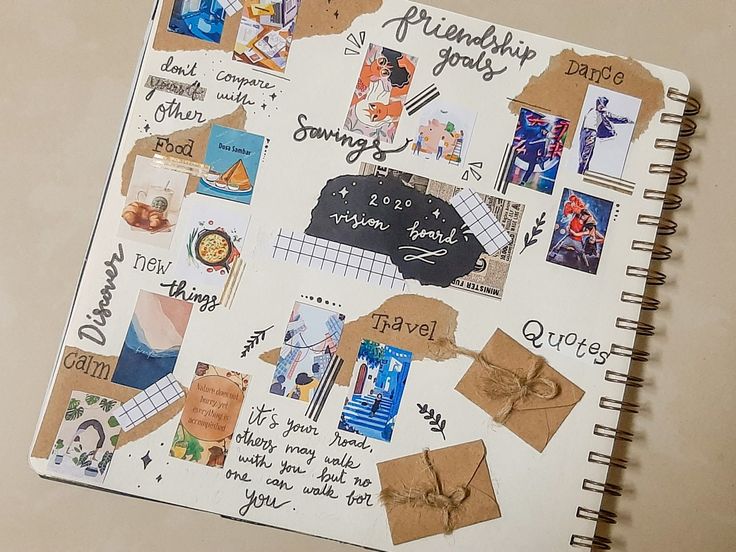 friendship
goals
Dance
don't compare
yourself with
other
Savings
Food
Dosa Sambar
2020
vision board
MINISTER FU
Discover
new
things
Travel
Quotes
Calm
Nature does not
hurry, yet
everything is
accomplished
it's your road,
others may walk
with you but no
one can walk for
you.